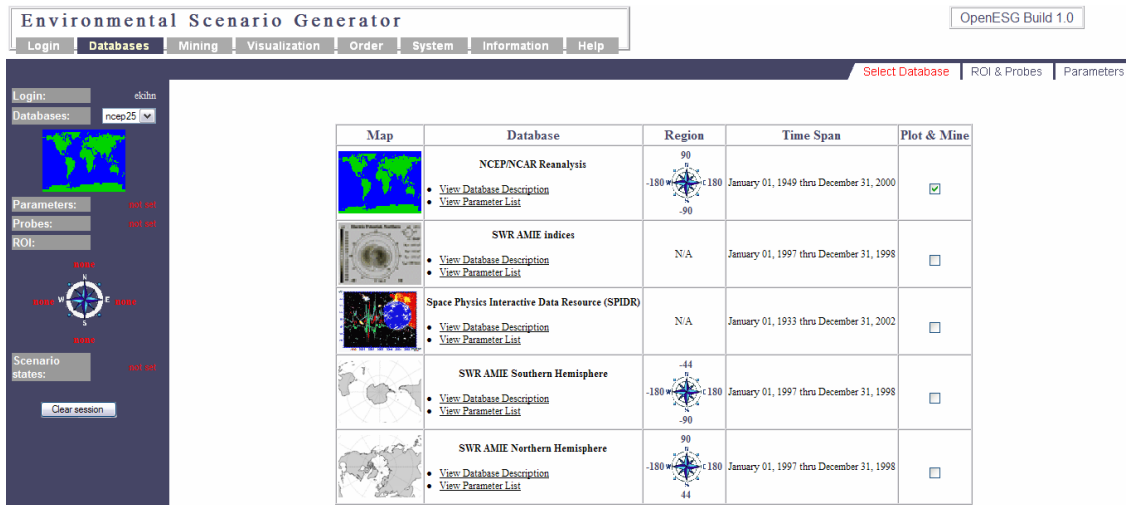 Environmental Scenario Generator
OpenESG Build 1.0
Login Databases Mining Visualization Order System Information Help
Select Database ROI & Probes Parameters
Login: ekihn
Databases: ncep25
Parameters: not set
Probes: not set
ROI:
none
N
none W E none
S
none
Scenario states: not set
Clear session
Map Database Region Time Span Plot & Mine
NCEP/NCAR Reanalysis
View Database Description
View Parameter List
90
-180 180
-90
January 01, 1949 thru December 31, 2000
SWR AMIE indices
View Database Description
View Parameter List
N/A
January 01, 1997 thru December 31, 1998
Space Physics Interactive Data Resource (SPIDR)
View Database Description
View Parameter List
N/A
January 01, 1933 thru December 31, 2002
SWR AMIE Southern Hemisphere
View Database Description
View Parameter List
-44
-180 180
-90
January 01, 1997 thru December 31, 1998
SWR AMIE Northern Hemisphere
View Database Description
View Parameter List
90
-180 180
44
January 01, 1997 thru December 31, 1998